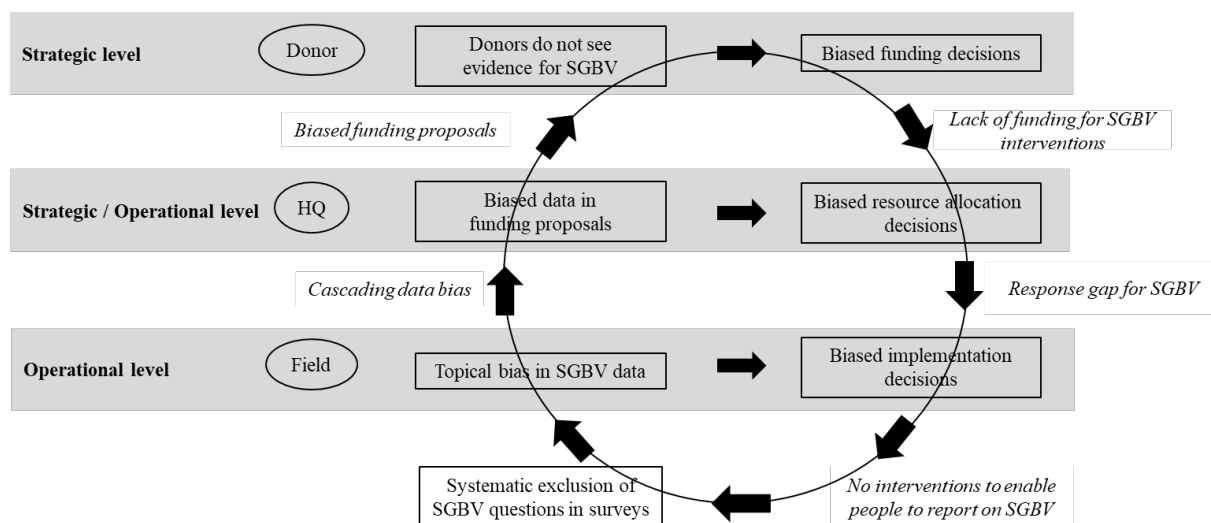 Strategic level
Donor
Donors do not see
evidence for SGBV
Biased funding decisions
Biased funding proposals
Lack of funding for SGBV
interventions
Strategic / Operational level
HQ
Biased data in
funding proposals
Biased resource allocation
decisions
Cascading data bias
Response gap for SGBV
Operational level
Field
Topical bias in SGBV data
Biased implementation
decisions
Systematic exclusion of
SGBV questions in surveys
No interventions to enable
people to report on SGBV